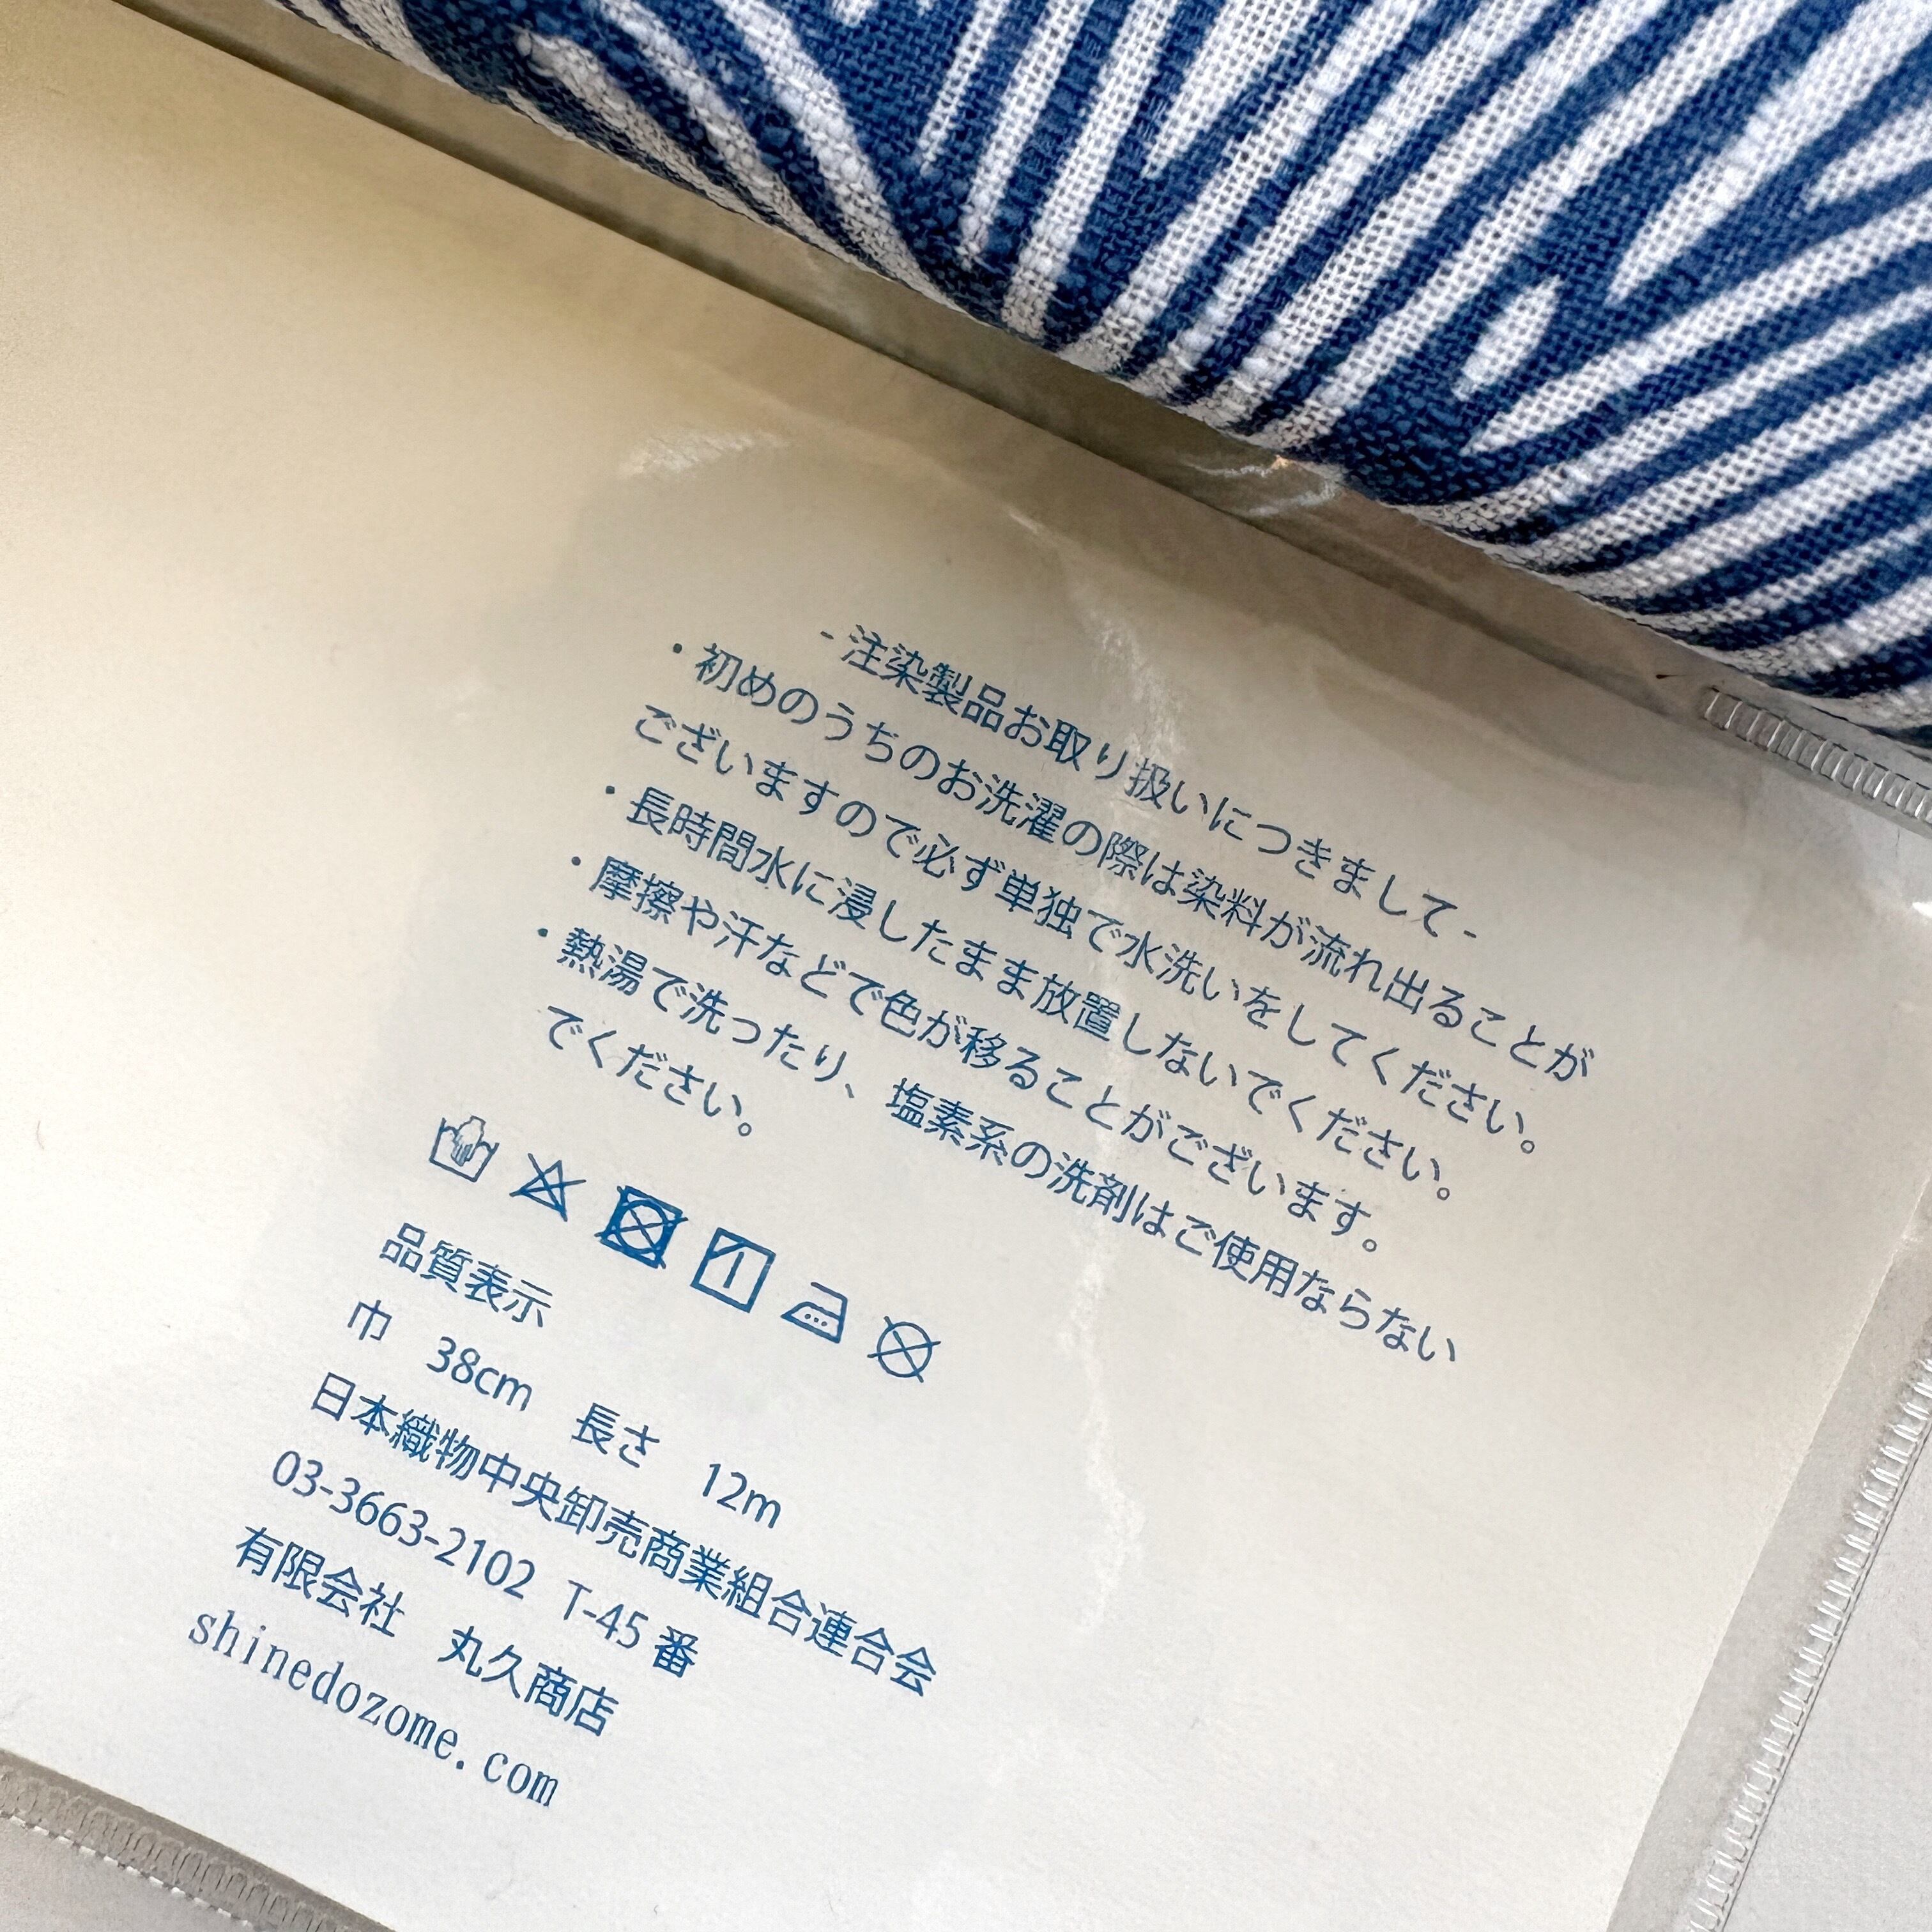 -注染製品お取り扱いにつきまして-
・初めのうちのお洗濯の際は染料が流れ出ることが
ございますので必ず単独で水洗いをしてください。
・長時間水に浸したまま放置しないでください。
・摩擦や汗などで色が移ることがございます。
・熱湯で洗ったり、塩素系の洗剤はご使用ならない
でください。
品質表示
巾　38cm　長さ　12m
日本織物中央卸売商業組合連合会
03-3663-2102 T-45番
有限会社　丸久商店
shinedozome.com